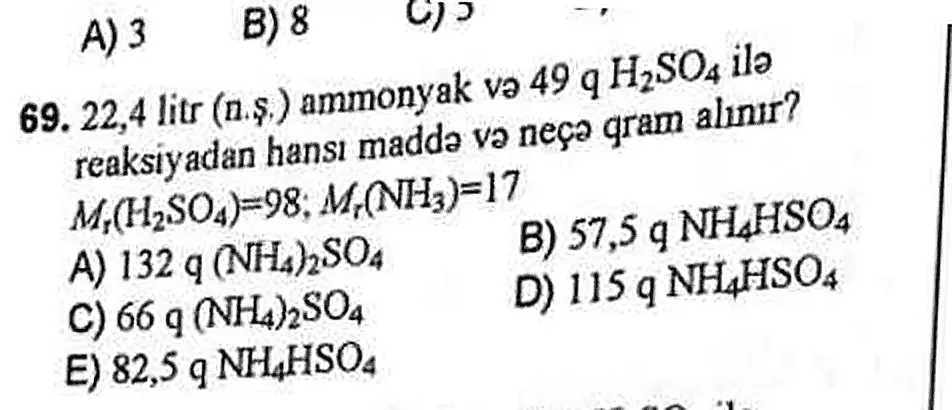 A) 3 B) 8
69. 22,4 litr (n.ş.) ammonyak və 49 q H₂SO₄ ilə
reaksiyadan hansı maddə və neçə qram alınır?
Mᵣ(H₂SO₄)=98; Mᵣ(NH₃)=17
A) 132 q (NH₄)₂SO₄ B) 57,5 q NH₄HSO₄
C) 66 q (NH₄)₂SO₄ D) 115 q NH₄HSO₄
E) 82,5 q NH₄HSO₄